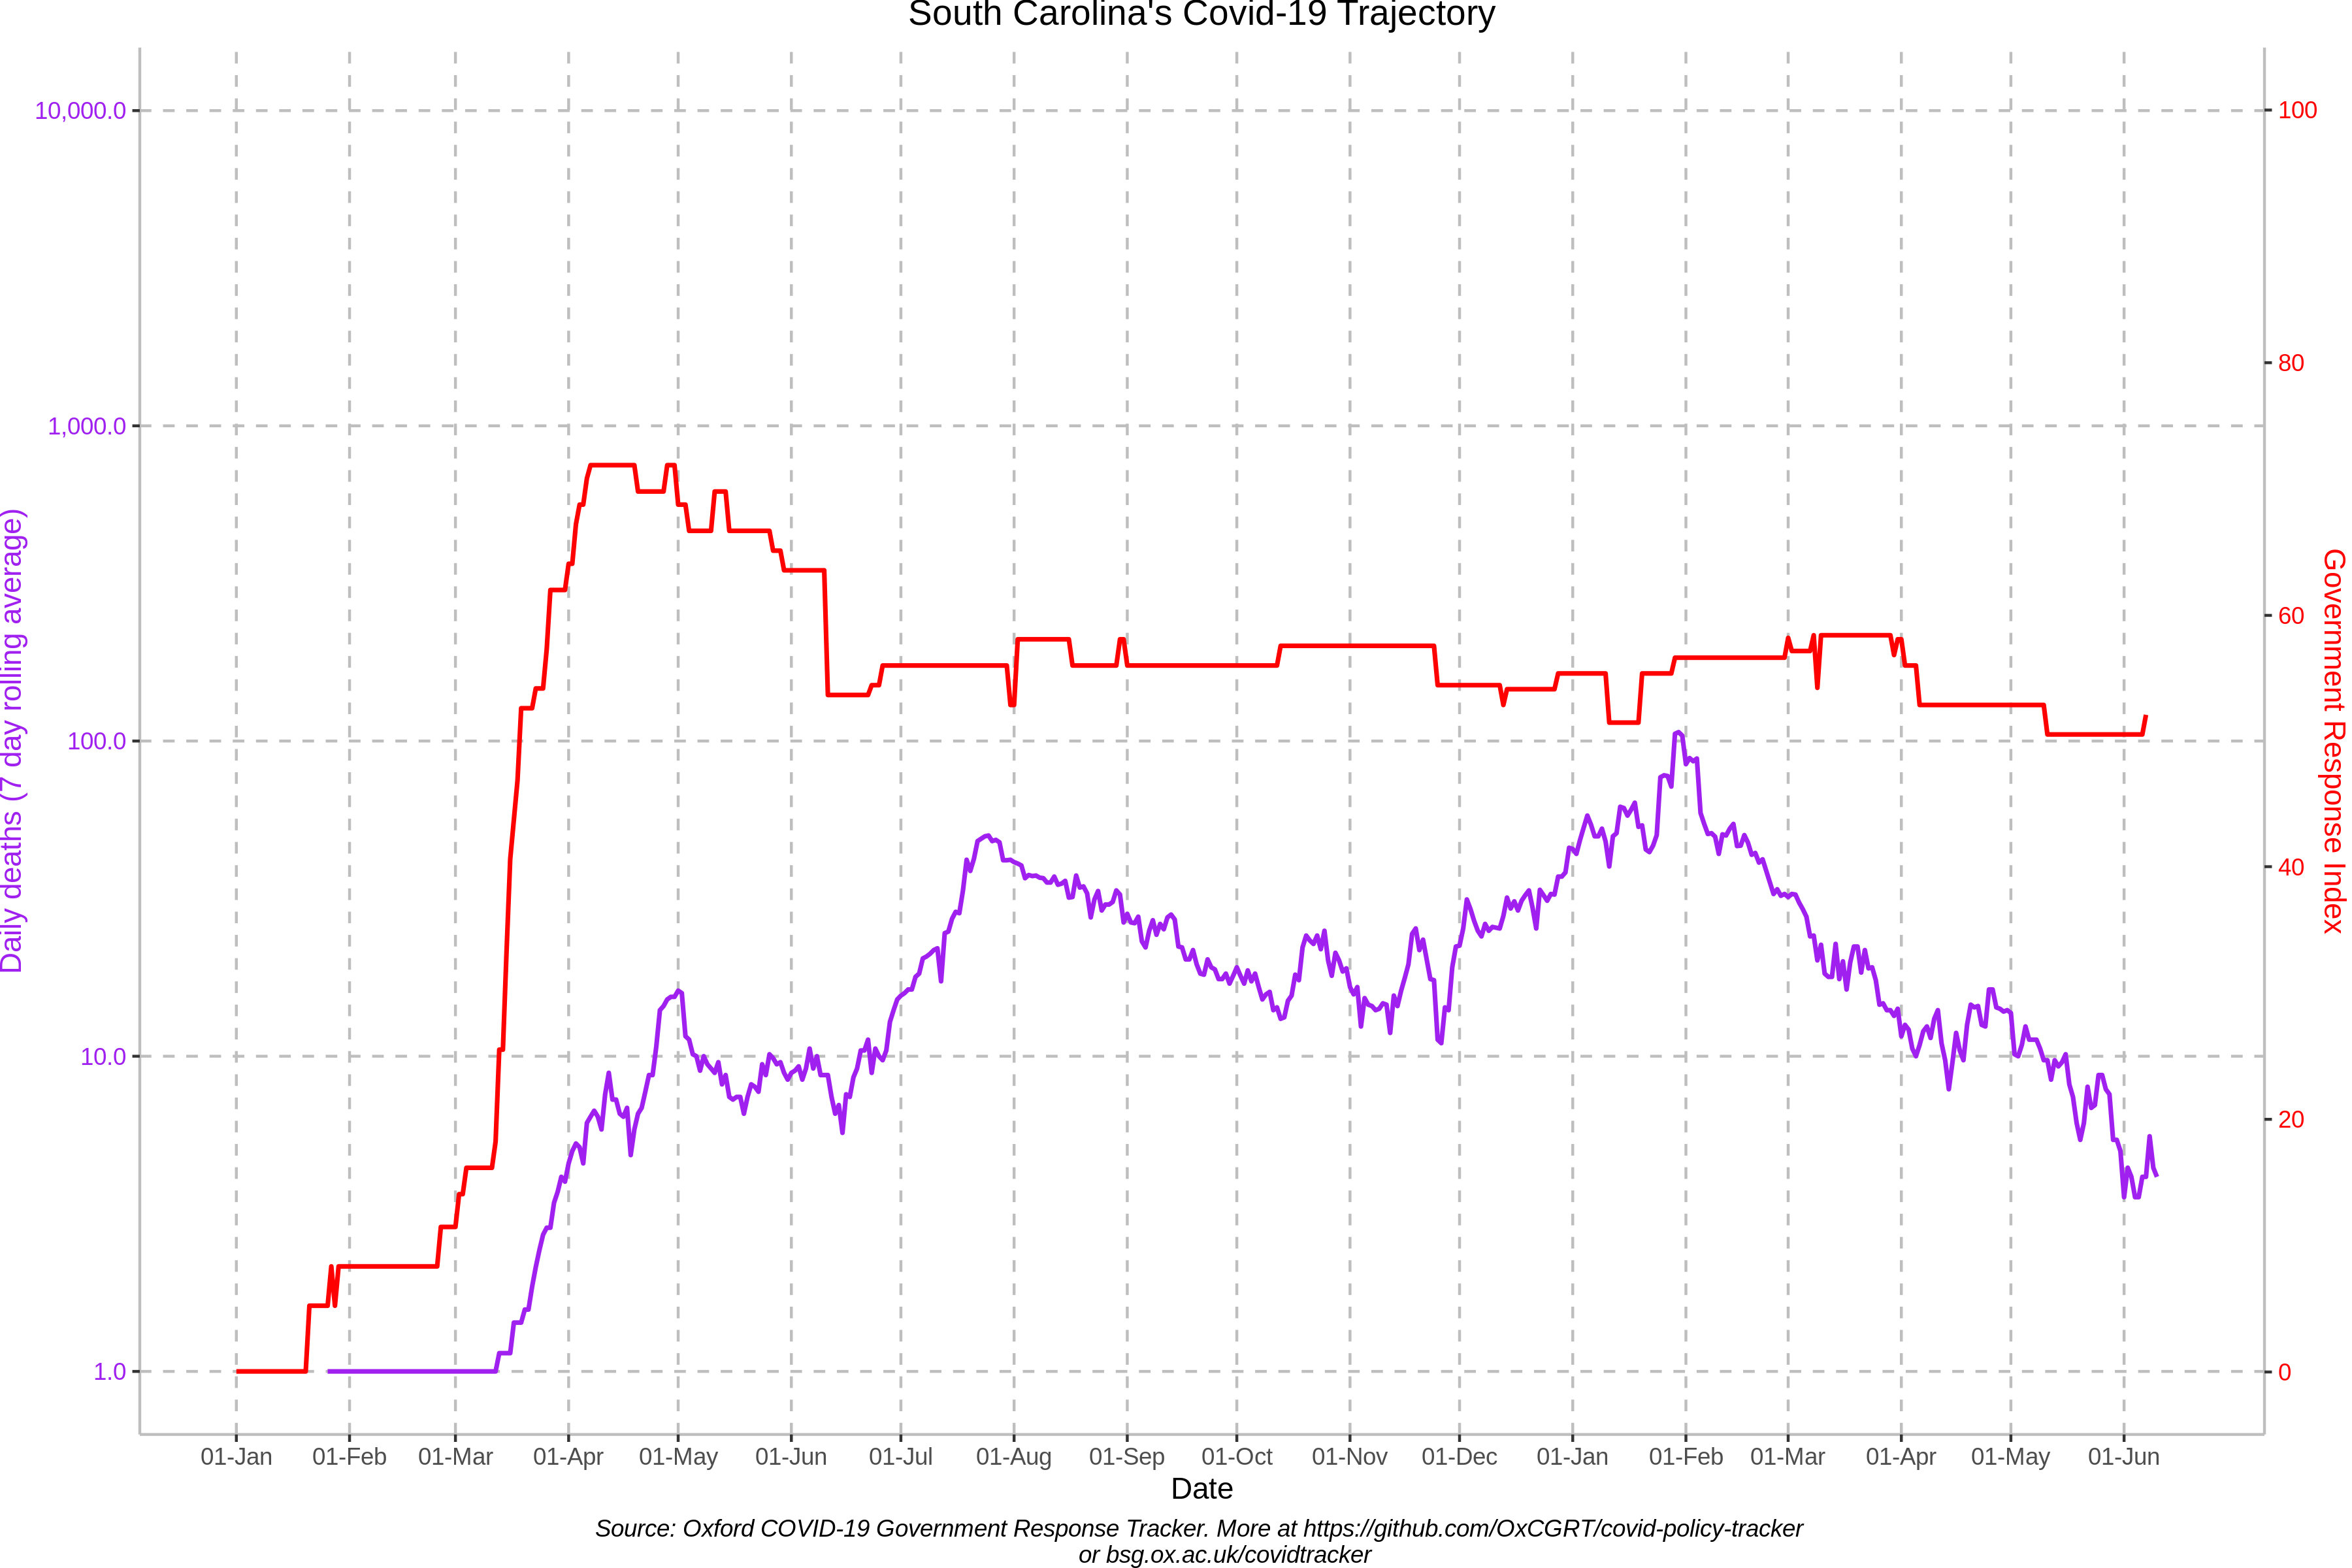 South Carolina's Covid-19 Trajectory
10,000.0
1,000.0
100.0
10.0
1.0
Daily deaths (7 day rolling average)
100
80
60
40
20
0
Government Response Index
01-Jan 01-Feb 01-Mar 01-Apr 01-May 01-Jun 01-Jul 01-Aug 01-Sep 01-Oct 01-Nov 01-Dec 01-Jan 01-Feb 01-Mar 01-Apr 01-May 01-Jun
Date
Source: Oxford COVID-19 Government Response Tracker. More at https://github.com/OxCGRT/covid-policy-tracker
or bsg.ox.ac.uk/covidtracker